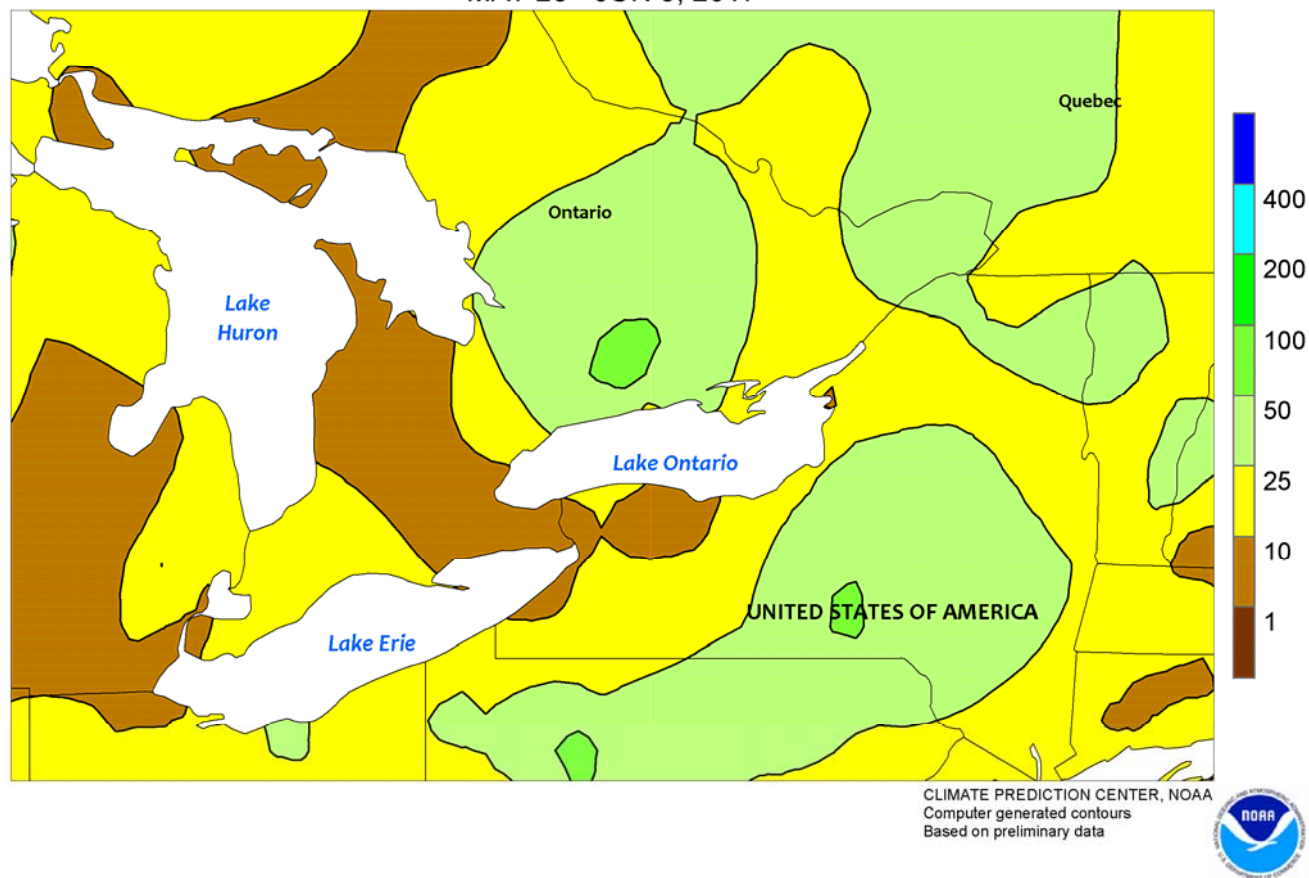 Quebec
Ontario
Lake
Huron
Lake Ontario
UNITED STATES OF AMERICA
Lake Erie
400
200
100
50
25
10
1
CLIMATE PREDICTION CENTER, NOAA
Computer generated contours
Based on preliminary data
NOAA